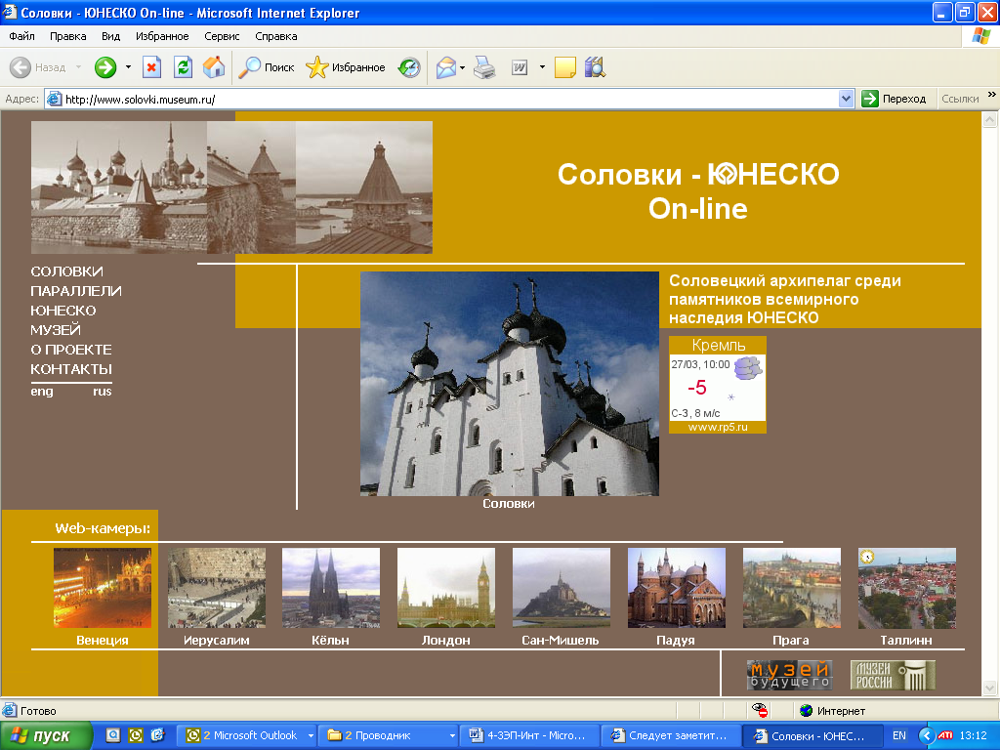 Соловки - ЮНЕСКО On-line - Microsoft Internet Explorer
Файл Правка Вид Избранное Сервис Справка
Назад Поиск Избранное
Адрес: http://www.solovki.museum.ru/ Переход Ссылки »
Соловки - ЮНЕСКО
On-line
СОЛОВКИ
ПАРАЛЛЕЛИ
ЮНЕСКО
МУЗЕЙ
О ПРОЕКТЕ
КОНТАКТЫ
eng rus
Соловецкий архипелаг среди
памятников всемирного
наследия ЮНЕСКО
Кремль
27/03, 10:00
-5
С-З, 8 м/с
www.rp5.ru
Соловки
Web-камеры:
Венеция Иерусалим Кёльн Лондон Сан-Мишель Падуя Прага Таллинн
музей
будущего
МУЗЕИ
РОССИИ
Готово Интернет
пуск 2 Microsoft Outlook 2 Проводник 4-ЗЭП-Инт - Micro... Следует заметит... Соловки - ЮНЕС... EN ATI 13:12